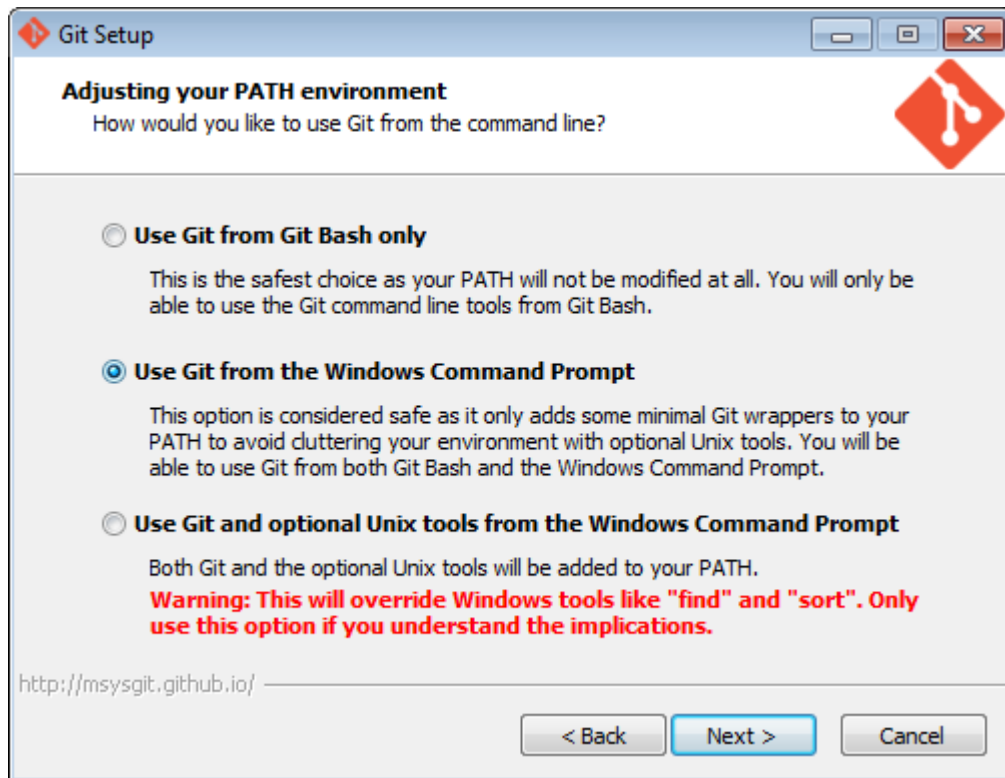 Git Setup
Adjusting your PATH environment
How would you like to use Git from the command line?
Use Git from Git Bash only
This is the safest choice as your PATH will not be modified at all. You will only be
able to use the Git command line tools from Git Bash.
Use Git from the Windows Command Prompt
This option is considered safe as it only adds some minimal Git wrappers to your
PATH to avoid cluttering your environment with optional Unix tools. You will be
able to use Git from both Git Bash and the Windows Command Prompt.
Use Git and optional Unix tools from the Windows Command Prompt
Both Git and the optional Unix tools will be added to your PATH.
Warning: This will override Windows tools like "find" and "sort". Only
use this option if you understand the implications.
http://msysgit.github.io/
< Back
Next >
Cancel